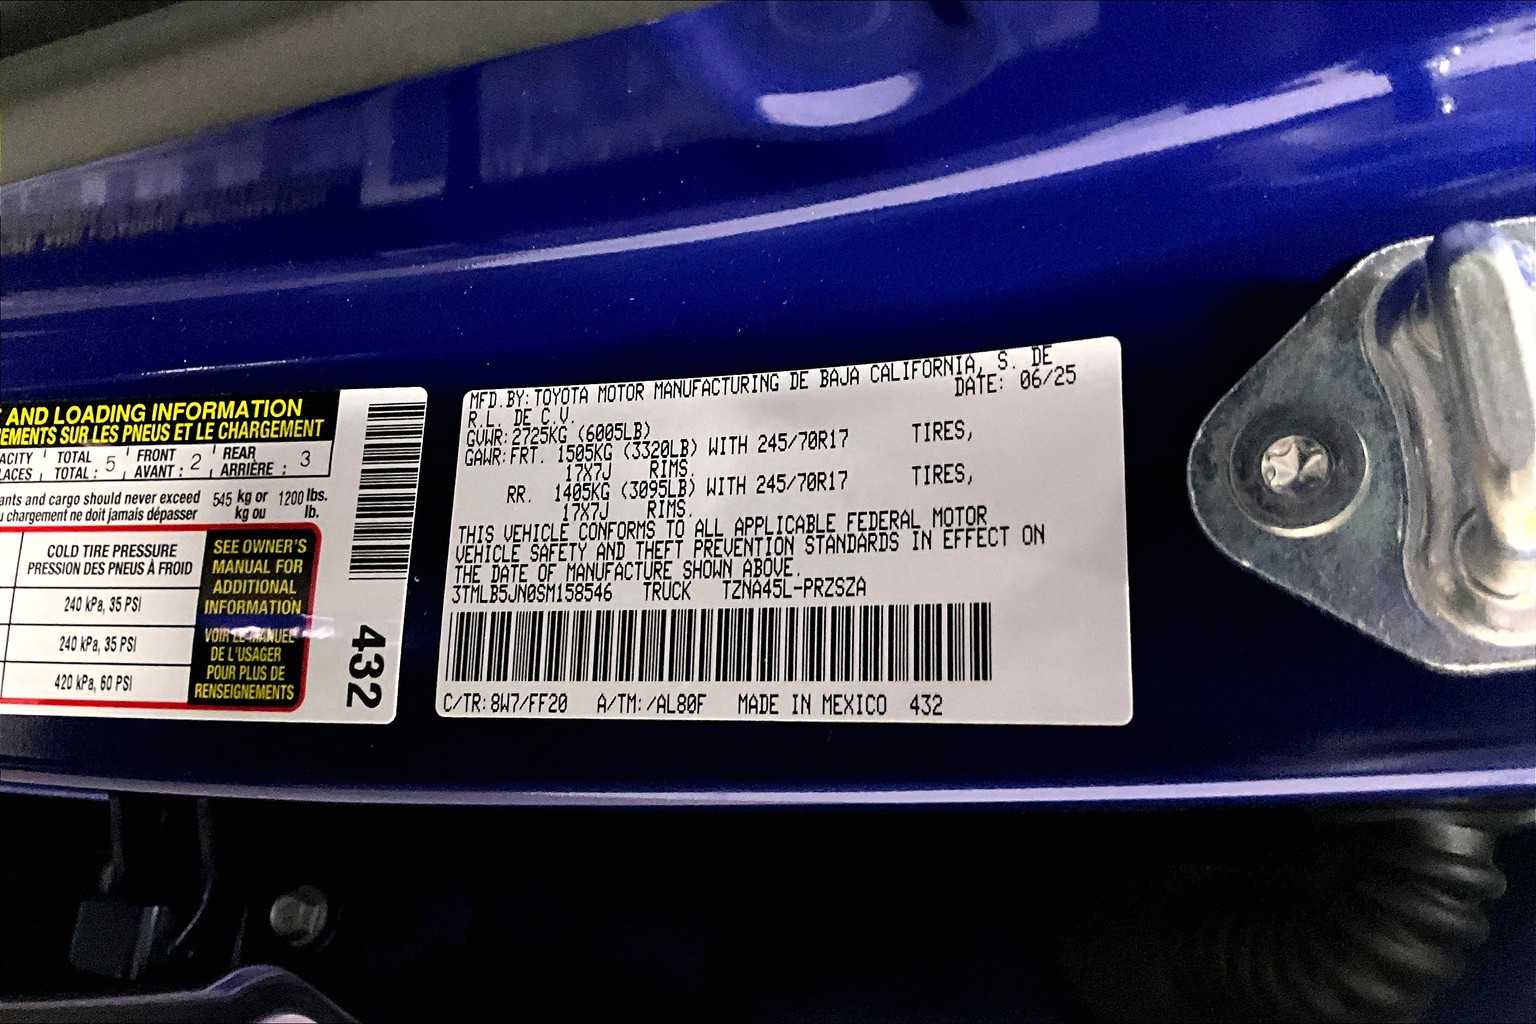 AND LOADING INFORMATION
SUR LES PNEUS ET LE CHARGEMENT
TOTAL FRONT REAR
TOTAL : 5 AVANT : 2 ARRIÈRE : 3
and cargo should never exceed 545 kg or 1200 lbs.
chargement ne doit jamais dépasser kg ou lb.
COLD TIRE PRESSURE
PRESSION DES PNEUS À FROID
240 kPa, 35 PSI
240 kPa, 35 PSI
420 kPa, 60 PSI
SEE OWNER'S
MANUAL FOR
ADDITIONAL
INFORMATION
VOIR LE MANUEL
DE L'USAGER
POUR PLUS DE
RENSEIGNEMENTS
432
MFD. BY: TOYOTA MOTOR MANUFACTURING DE BAJA CALIFORNIA, S. DE
R.L. DE C.V. DATE: 06/25
GVWR: 2725KG (6005LB)
GAWR: FRT. 1505KG (3320LB) WITH 245/70R17 TIRES,
17X7J RIMS.
RR. 1405KG (3095LB) WITH 245/70R17 TIRES,
17X7J RIMS.
THIS VEHICLE CONFORMS TO ALL APPLICABLE FEDERAL MOTOR
VEHICLE SAFETY AND THEFT PREVENTION STANDARDS IN EFFECT ON
THE DATE OF MANUFACTURE SHOWN ABOVE.
3TMLB5JN0SM158546 TRUCK TZNA45L-PRZSZA
C/TR: 8W7/FF20 A/TM: /AL80F MADE IN MEXICO 432